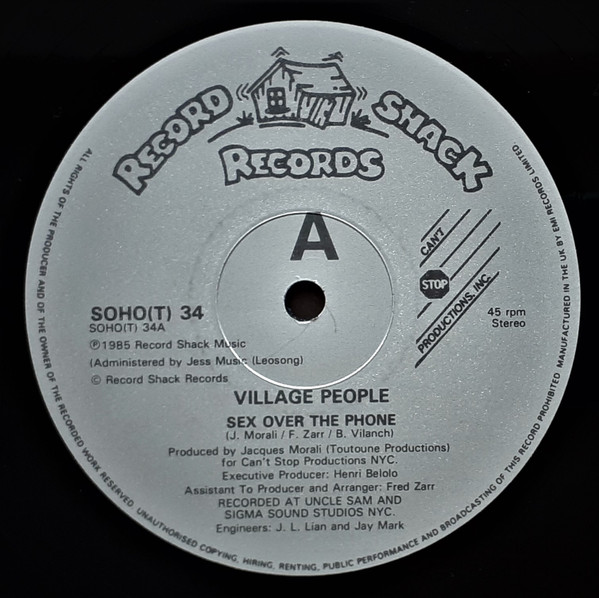 RECORD SHACK
RECORDS
A
CAN'T
STOP
PRODUCTIONS, INC.
SOHO(T) 34
SOHO(T) 34A
℗1985 Record Shack Music
(Administered by Jess Music (Leosong)
© Record Shack Records
45 rpm
Stereo
VILLAGE PEOPLE
SEX OVER THE PHONE
(J. Morali / F. Zarr / B. Vilanch)
Produced by Jacques Morali (Toutoune Productions)
for Can't Stop Productions NYC.
Executive Producer: Henri Belolo
Assistant To Producer and Arranger: Fred Zarr
RECORDED AT UNCLE SAM AND
SIGMA SOUND STUDIOS NYC.
Engineers: J. L. Lian and Jay Mark
ALL RIGHTS OF THE PRODUCER AND OF THE OWNER OF THE RECORDED WORK RESERVED. UNAUTHORISED COPYING, HIRING, RENTING, PUBLIC PERFORMANCE AND BROADCASTING OF THIS RECORD PROHIBITED. MANUFACTURED IN THE UK BY EMI RECORDS LIMITED